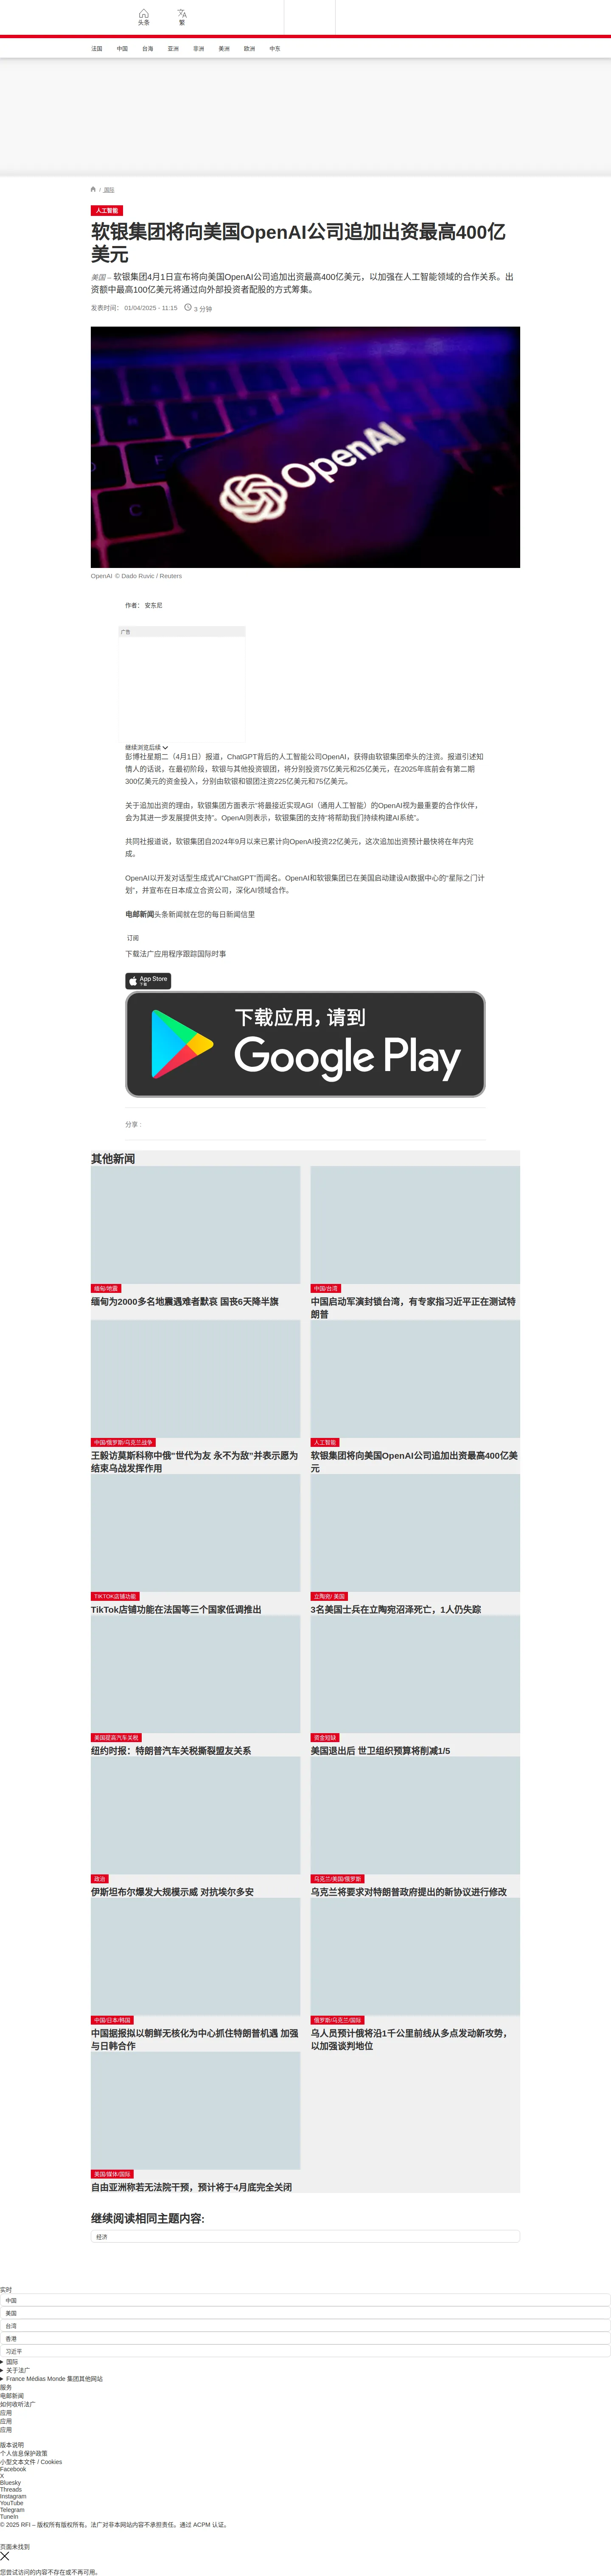 头条
繁
法国 中国 台海 亚洲 非洲 美洲 欧洲 中东
/ 国际
人工智能
软银集团将向美国OpenAI公司追加出资最高400亿
美元
美国 – 软银集团4月1日宣布将向美国OpenAI公司追加出资最高400亿美元，以加强在人工智能领域的合作关系。出
资额中最高100亿美元将通过向外部投资者配股的方式筹集。
发表时间： 01/04/2025 - 11:15 3 分钟
OpenAI
OpenAI © Dado Ruvic / Reuters
作者： 安东尼
广告
继续浏览后续
彭博社星期二（4月1日）报道，ChatGPT背后的人工智能公司OpenAI，获得由软银集团牵头的注资。报道引述知
情人的话说，在最初阶段，软银与其他投资银团，将分别投资75亿美元和25亿美元，在2025年底前会有第二期
300亿美元的资金投入，分别由软银和银团注资225亿美元和75亿美元。
关于追加出资的理由，软银集团方面表示“将最接近实现AGI（通用人工智能）的OpenAI视为最重要的合作伙伴，
会为其进一步发展提供支持”。OpenAI则表示，软银集团的支持“将帮助我们持续构建AI系统”。
共同社报道说，软银集团自2024年9月以来已累计向OpenAI投资22亿美元，这次追加出资预计最快将在年内完
成。
OpenAI以开发对话型生成式AI“ChatGPT”而闻名。OpenAI和软银集团已在美国启动建设AI数据中心的“星际之门计
划”，并宣布在日本成立合资公司，深化AI领域合作。
电邮新闻头条新闻就在您的每日新闻信里
订阅
下载法广应用程序跟踪国际时事
App Store
下载
下载应用，请到
Google Play
分享 :
其他新闻
缅甸/地震
缅甸为2000多名地震遇难者默哀 国丧6天降半旗
中国/台湾
中国启动军演封锁台湾，有专家指习近平正在测试特
朗普
中国/俄罗斯/乌克兰战争
王毅访莫斯科称中俄"世代为友 永不为敌"并表示愿为
结束乌战发挥作用
人工智能
软银集团将向美国OpenAI公司追加出资最高400亿美
元
TIKTOK店铺功能
TikTok店铺功能在法国等三个国家低调推出
立陶宛/ 美国
3名美国士兵在立陶宛沼泽死亡，1人仍失踪
美国提高汽车关税
纽约时报：特朗普汽车关税撕裂盟友关系
资金短缺
美国退出后 世卫组织预算将削减1/5
政治
伊斯坦布尔爆发大规模示威 对抗埃尔多安
乌克兰/美国/俄罗斯
乌克兰将要求对特朗普政府提出的新协议进行修改
中国/日本/韩国
中国据报拟以朝鲜无核化为中心抓住特朗普机遇 加强
与日韩合作
俄罗斯/乌克兰/国际
乌人员预计俄将沿1千公里前线从多点发动新攻势，
以加强谈判地位
美国/媒体/国际
自由亚洲称若无法院干预，预计将于4月底完全关闭
继续阅读相同主题内容:
经济
实时
中国
美国
台湾
香港
习近平
国际
关于法广
France Médias Monde 集团其他网站
服务
电邮新闻
如何收听法广
应用
应用
应用
版本说明
个人信息保护政策
小型文本文件 / Cookies
Facebook
X
Bluesky
Threads
Instagram
YouTube
Telegram
TuneIn
© 2025 RFI – 版权所有版权所有。法广对非本网站内容不承担责任。通过 ACPM 认证。
页面未找到
您尝试访问的内容不存在或不再可用。